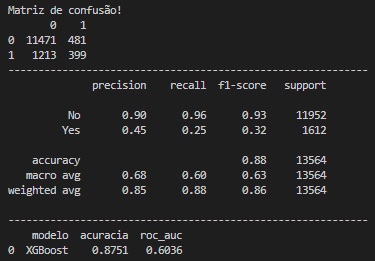 Matriz de confusão!
0 1
0 11471 481
1 1213 399
------------------------------------------------------------
precision recall f1-score support
No 0.90 0.96 0.93 11952
Yes 0.45 0.25 0.32 1612
accuracy 0.88 13564
macro avg 0.68 0.60 0.63 13564
weighted avg 0.85 0.88 0.86 13564
------------------------------------------------------------
modelo acuracia roc_auc
0 XGBoost 0.8751 0.6036